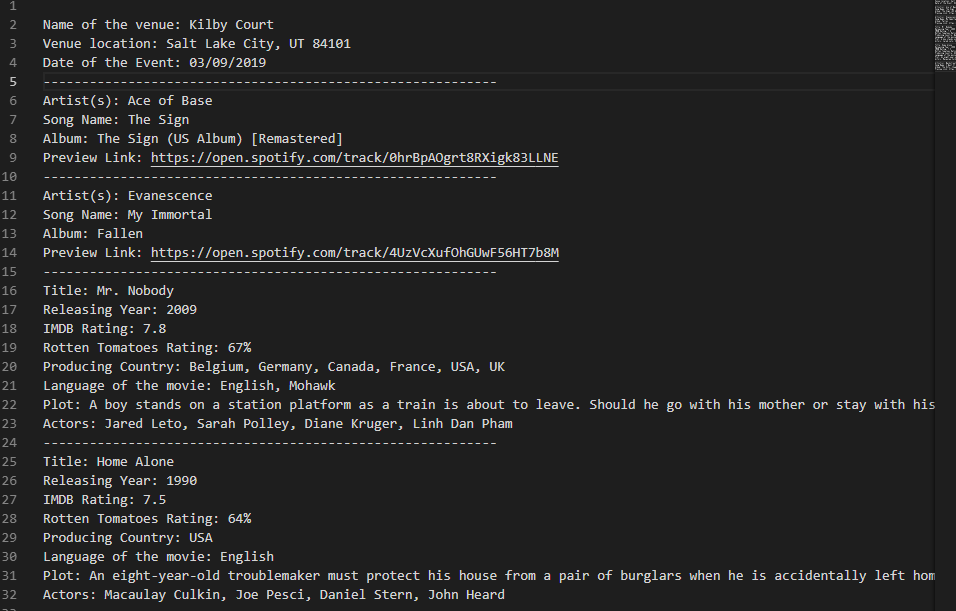 1
2 Name of the venue: Kilby Court
3 Venue location: Salt Lake City, UT 84101
4 Date of the Event: 03/09/2019
5 -----------------------------------------------------------
6 Artist(s): Ace of Base
7 Song Name: The Sign
8 Album: The Sign (US Album) [Remastered]
9 Preview Link: https://open.spotify.com/track/0hrBpAOgrt8RXigk83LLNE
10 -----------------------------------------------------------
11 Artist(s): Evanescence
12 Song Name: My Immortal
13 Album: Fallen
14 Preview Link: https://open.spotify.com/track/4UzVcXufOhGUwF56HT7b8M
15 -----------------------------------------------------------
16 Title: Mr. Nobody
17 Releasing Year: 2009
18 IMDB Rating: 7.8
19 Rotten Tomatoes Rating: 67%
20 Producing Country: Belgium, Germany, Canada, France, USA, UK
21 Language of the movie: English, Mohawk
22 Plot: A boy stands on a station platform as a train is about to leave. Should he go with his mother or stay with his
23 Actors: Jared Leto, Sarah Polley, Diane Kruger, Linh Dan Pham
24 -----------------------------------------------------------
25 Title: Home Alone
26 Releasing Year: 1990
27 IMDB Rating: 7.5
28 Rotten Tomatoes Rating: 64%
29 Producing Country: USA
30 Language of the movie: English
31 Plot: An eight-year-old troublemaker must protect his house from a pair of burglars when he is accidentally left hom
32 Actors: Macaulay Culkin, Joe Pesci, Daniel Stern, John Heard